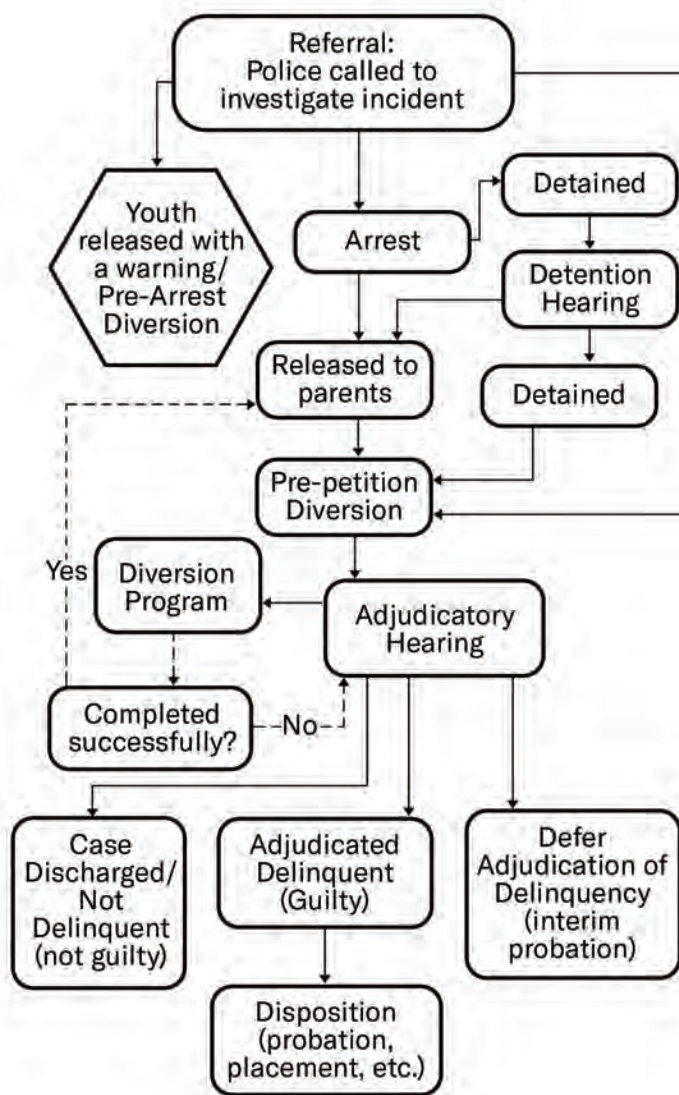 Referral:
Police called to
investigate incident
Youth
released with
a warning/
Pre-Arrest
Diversion
Arrest
Detained
Detention
Hearing
Released to
parents
Detained
Pre-petition
Diversion
Yes
Diversion
Program
Adjudicatory
Hearing
Completed
successfully?
No
Case
Discharged/
Not
Delinquent
(not guilty)
Adjudicated
Delinquent
(Guilty)
Defer
Adjudication of
Delinquency
(interim
probation)
Disposition
(probation,
placement, etc.)